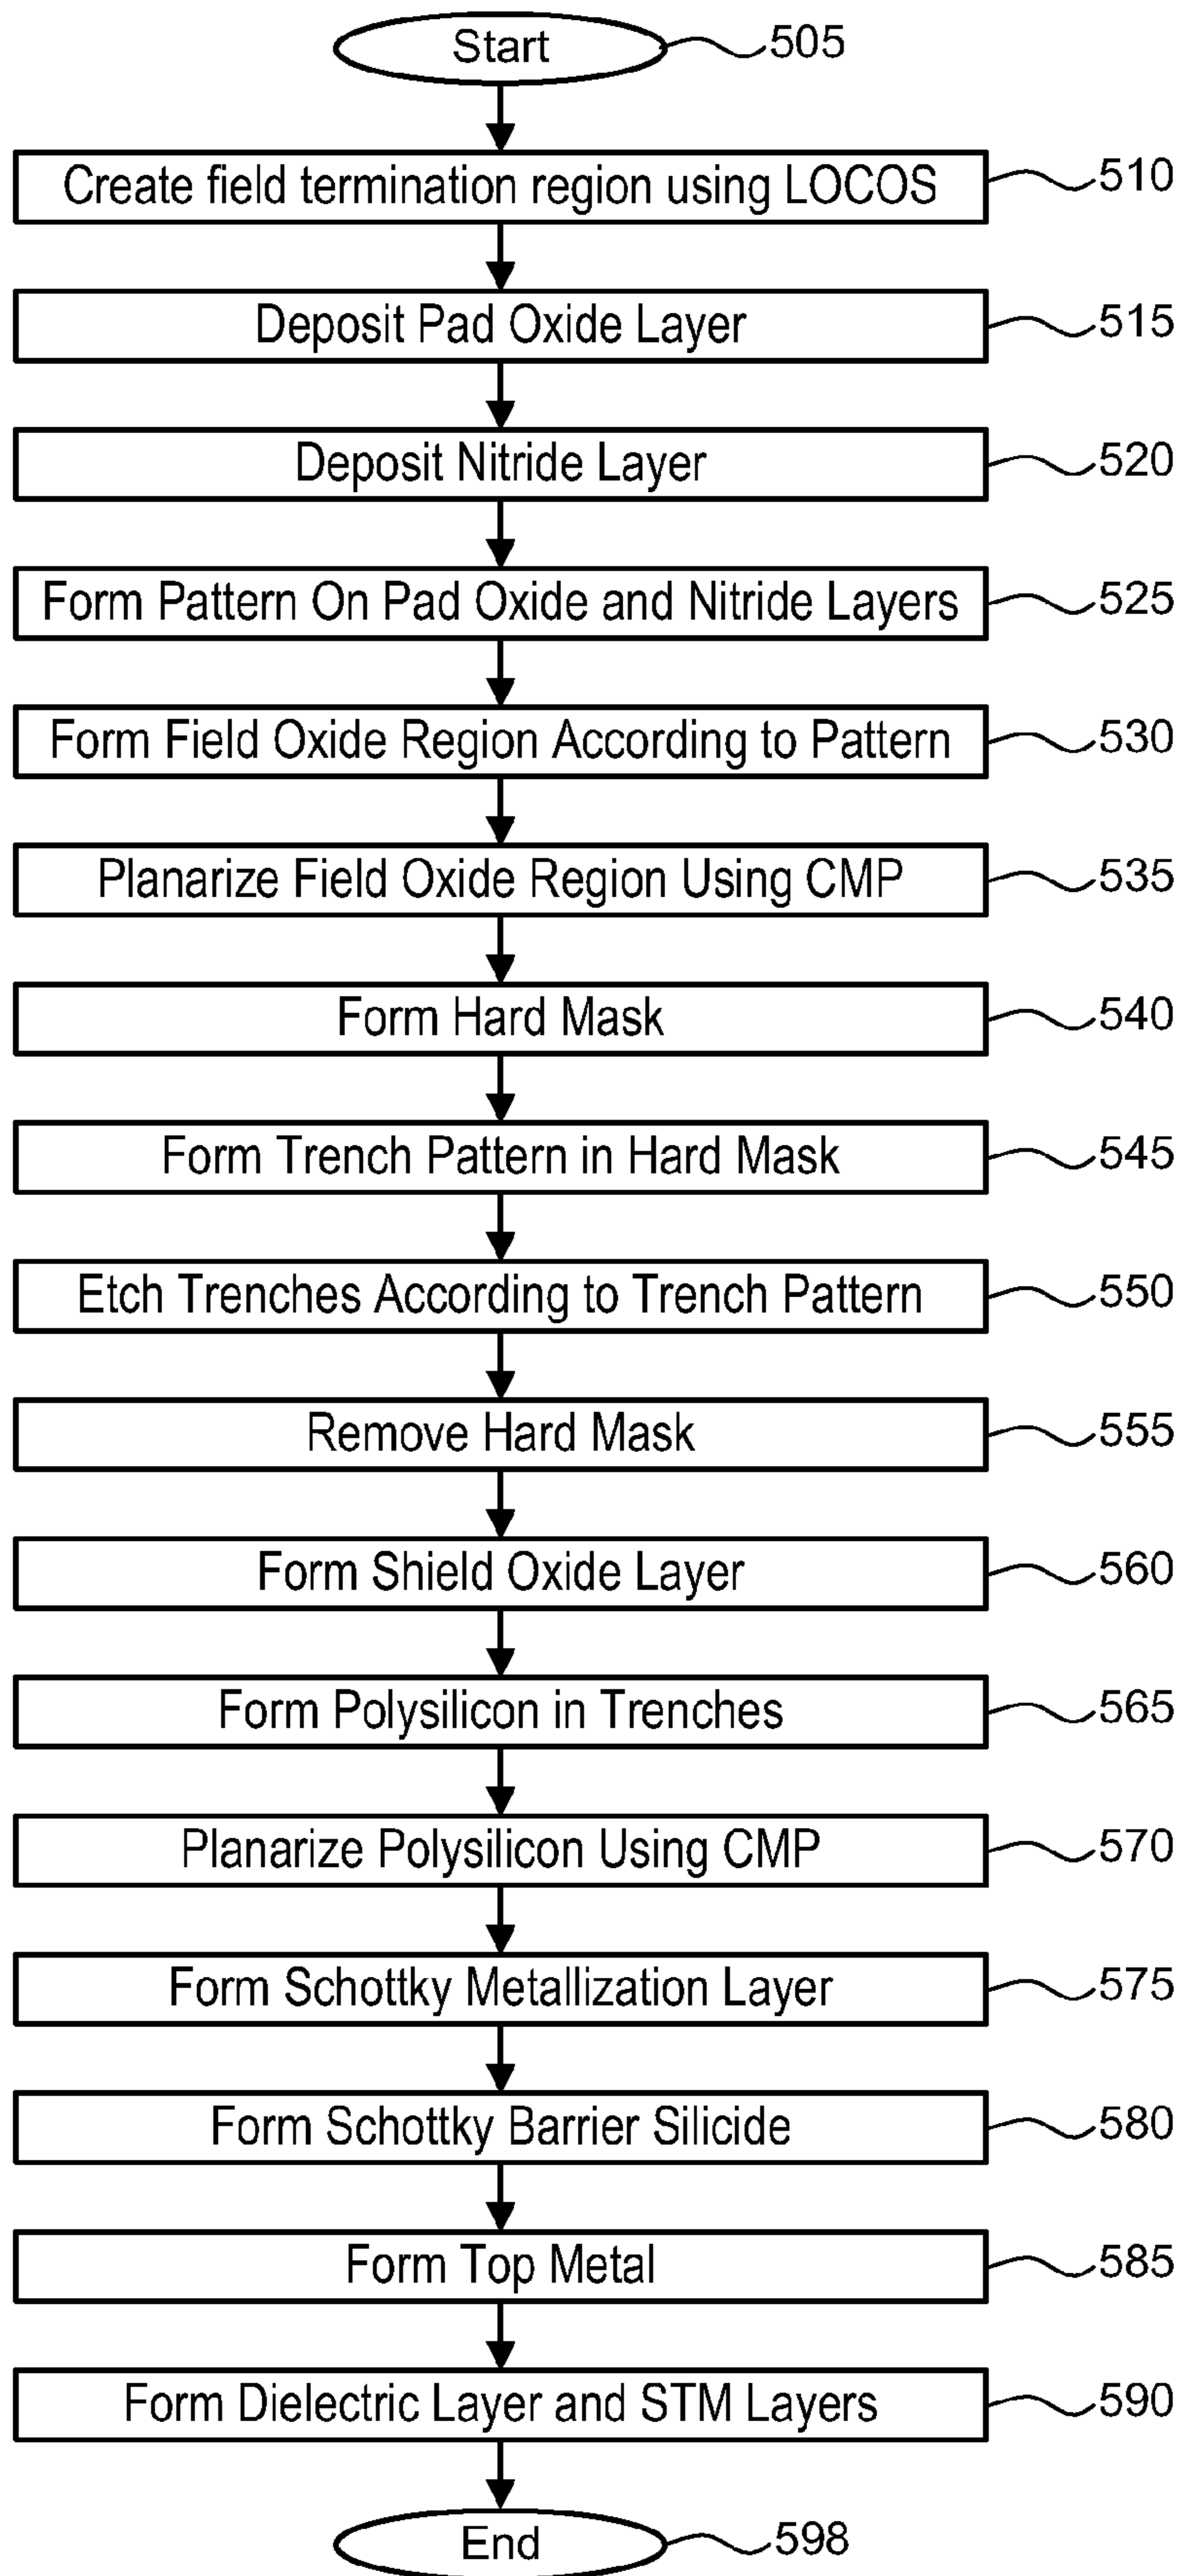 Start 505
Create field termination region using LOCOS 510
Deposit Pad Oxide Layer 515
Deposit Nitride Layer 520
Form Pattern On Pad Oxide and Nitride Layers 525
Form Field Oxide Region According to Pattern 530
Planarize Field Oxide Region Using CMP 535
Form Hard Mask 540
Form Trench Pattern in Hard Mask 545
Etch Trenches According to Trench Pattern 550
Remove Hard Mask 555
Form Shield Oxide Layer 560
Form Polysilicon in Trenches 565
Planarize Polysilicon Using CMP 570
Form Schottky Metallization Layer 575
Form Schottky Barrier Silicide 580
Form Top Metal 585
Form Dielectric Layer and STM Layers 590
End 598